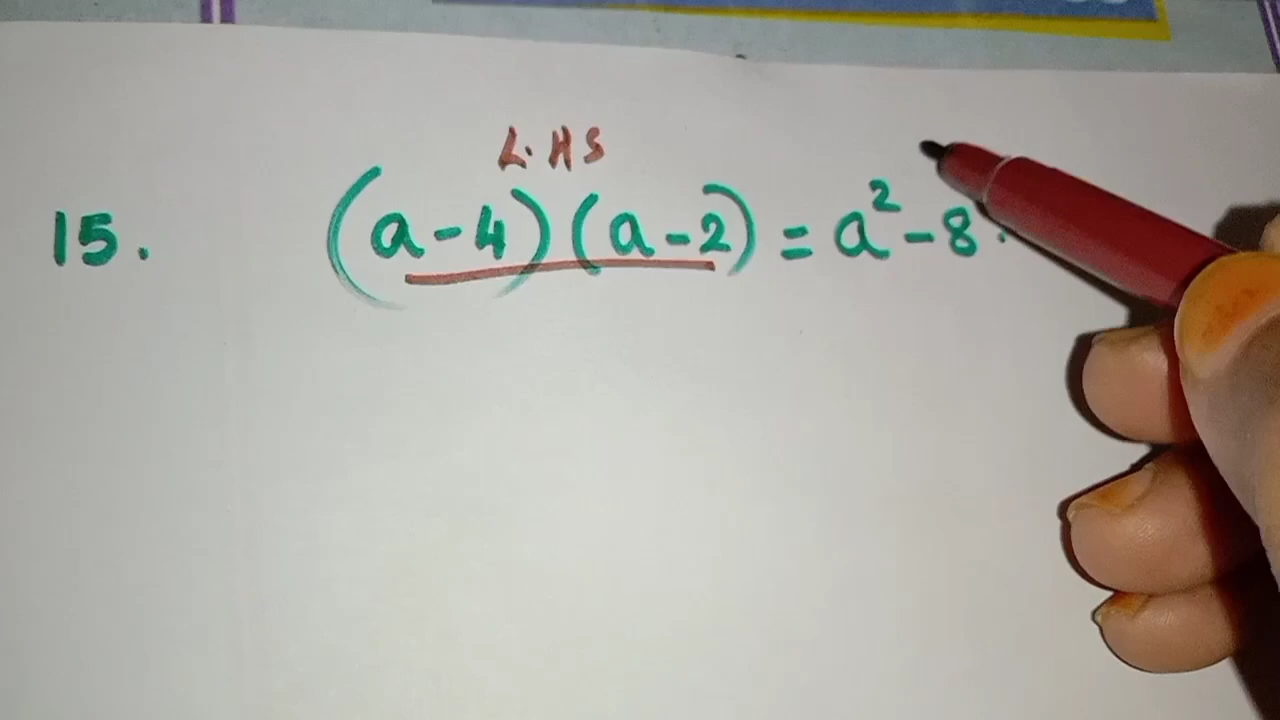 L.HS
15. (a-4)(a-2) = a²-8.